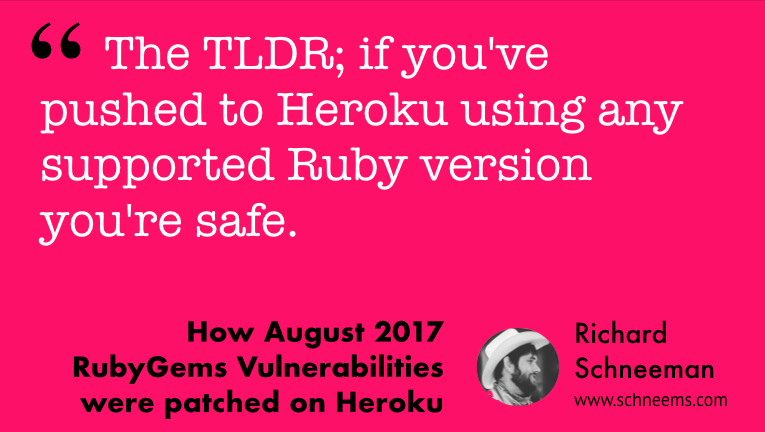 “ The TLDR; if you've
pushed to Heroku using any
supported Ruby version
you're safe.
How August 2017
RubyGems Vulnerabilities
were patched on Heroku
Richard
Schneeman
www.schneems.com